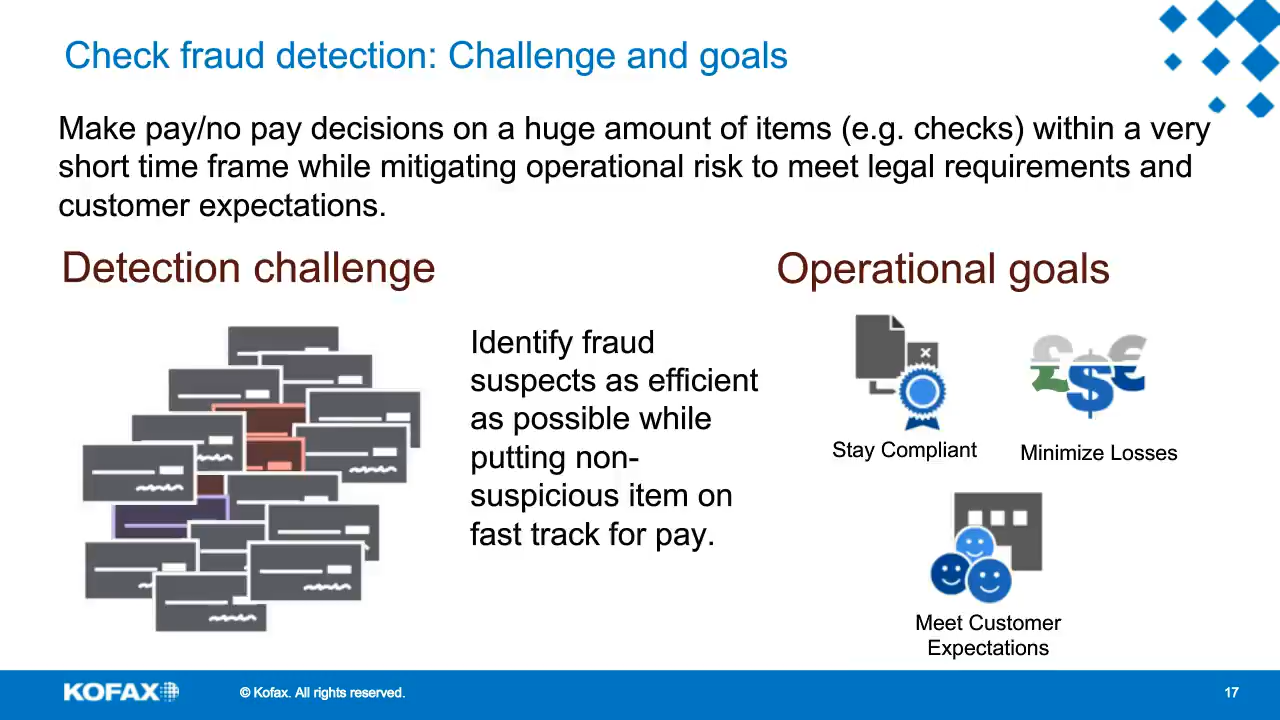 Check fraud detection: Challenge and goals
Make pay/no pay decisions on a huge amount of items (e.g. checks) within a very
short time frame while mitigating operational risk to meet legal requirements and
customer expectations.
Detection challenge
Identify fraud
suspects as efficient
as possible while
putting non-
suspicious item on
fast track for pay.
Operational goals
Stay Compliant
£$€
Minimize Losses
Meet Customer
Expectations
KOFAX
© Kofax. All rights reserved.
17